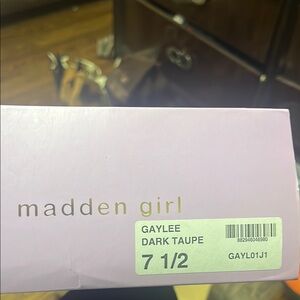 madden girl
GAYLEE
DARK TAUPE
7 1/2
GAYL01J1